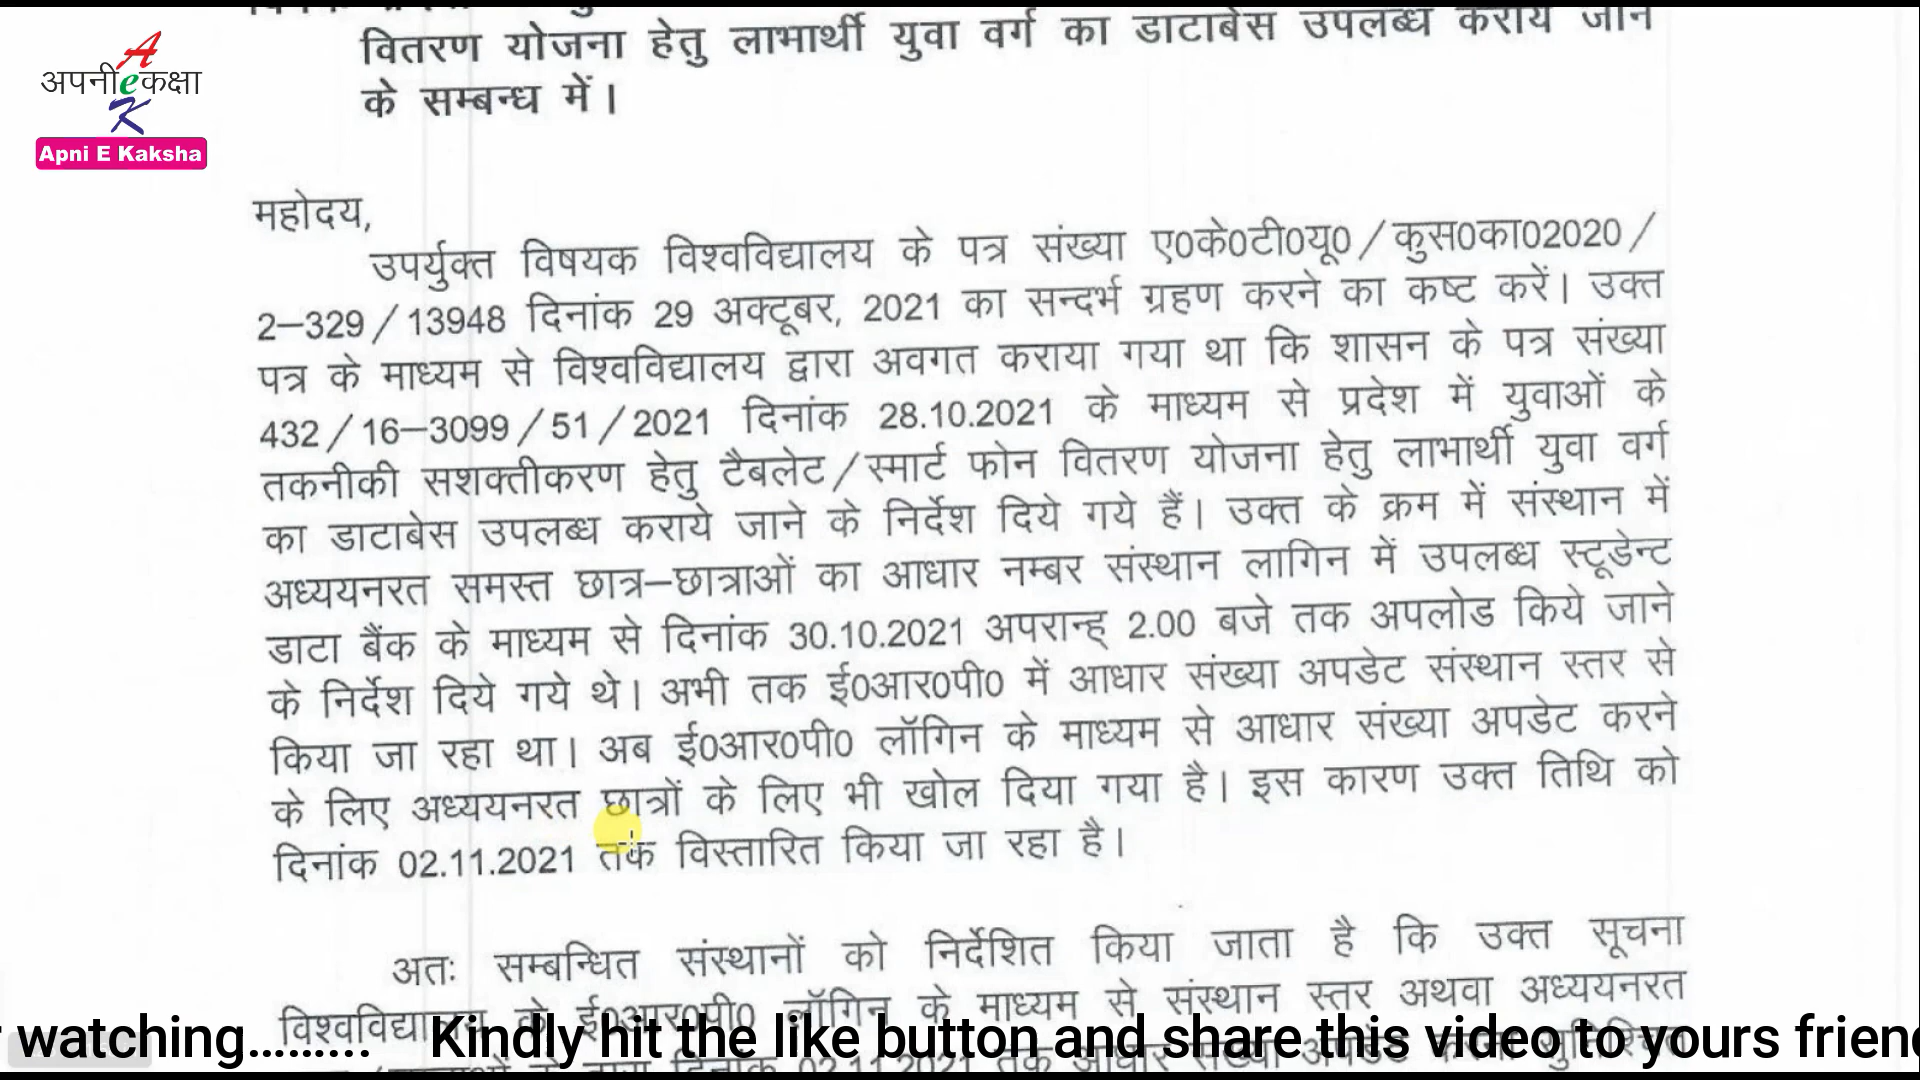 वितरण योजना हेतु लाभार्थी युवा वर्ग का डाटाबेस उपलब्ध कराये जाने
के सम्बन्ध में।
A
अपनी e कक्षा
K
Apni E Kaksha
महोदय,
उपर्युक्त विषयक विश्वविद्यालय के पत्र संख्या ए0के0टी0यू0/कुस0का02020/
2–329/13948 दिनांक 29 अक्टूबर, 2021 का सन्दर्भ ग्रहण करने का कष्ट करें। उक्त
पत्र के माध्यम से विश्वविद्यालय द्वारा अवगत कराया गया था कि शासन के पत्र संख्या
432/16–3099/51/2021 दिनांक 28.10.2021 के माध्यम से प्रदेश में युवाओं के
तकनीकी सशक्तीकरण हेतु टैबलेट/स्मार्ट फोन वितरण योजना हेतु लाभार्थी युवा वर्ग
का डाटाबेस उपलब्ध कराये जाने के निर्देश दिये गये हैं। उक्त के क्रम में संस्थान में
अध्ययनरत समस्त छात्र–छात्राओं का आधार नम्बर संस्थान लागिन में उपलब्ध स्टूडेन्ट
डाटा बैंक के माध्यम से दिनांक 30.10.2021 अपरान्ह् 2.00 बजे तक अपलोड किये जाने
के निर्देश दिये गये थे। अभी तक ई0आर0पी0 में आधार संख्या अपडेट संस्थान स्तर से
किया जा रहा था। अब ई0आर0पी0 लॉगिन के माध्यम से आधार संख्या अपडेट करने
के लिए अध्ययनरत छात्रों के लिए भी खोल दिया गया है। इस कारण उक्त तिथि को
दिनांक 02.11.2021 तक विस्तारित किया जा रहा है।
अतः सम्बन्धित संस्थानों को निर्देशित किया जाता है कि उक्त सूचना
विश्वविद्यालय के ई0आर0पी0 लॉगिन के माध्यम से संस्थान स्तर अथवा अध्ययनरत
watching......... Kindly hit the like button and share this video to yours frien